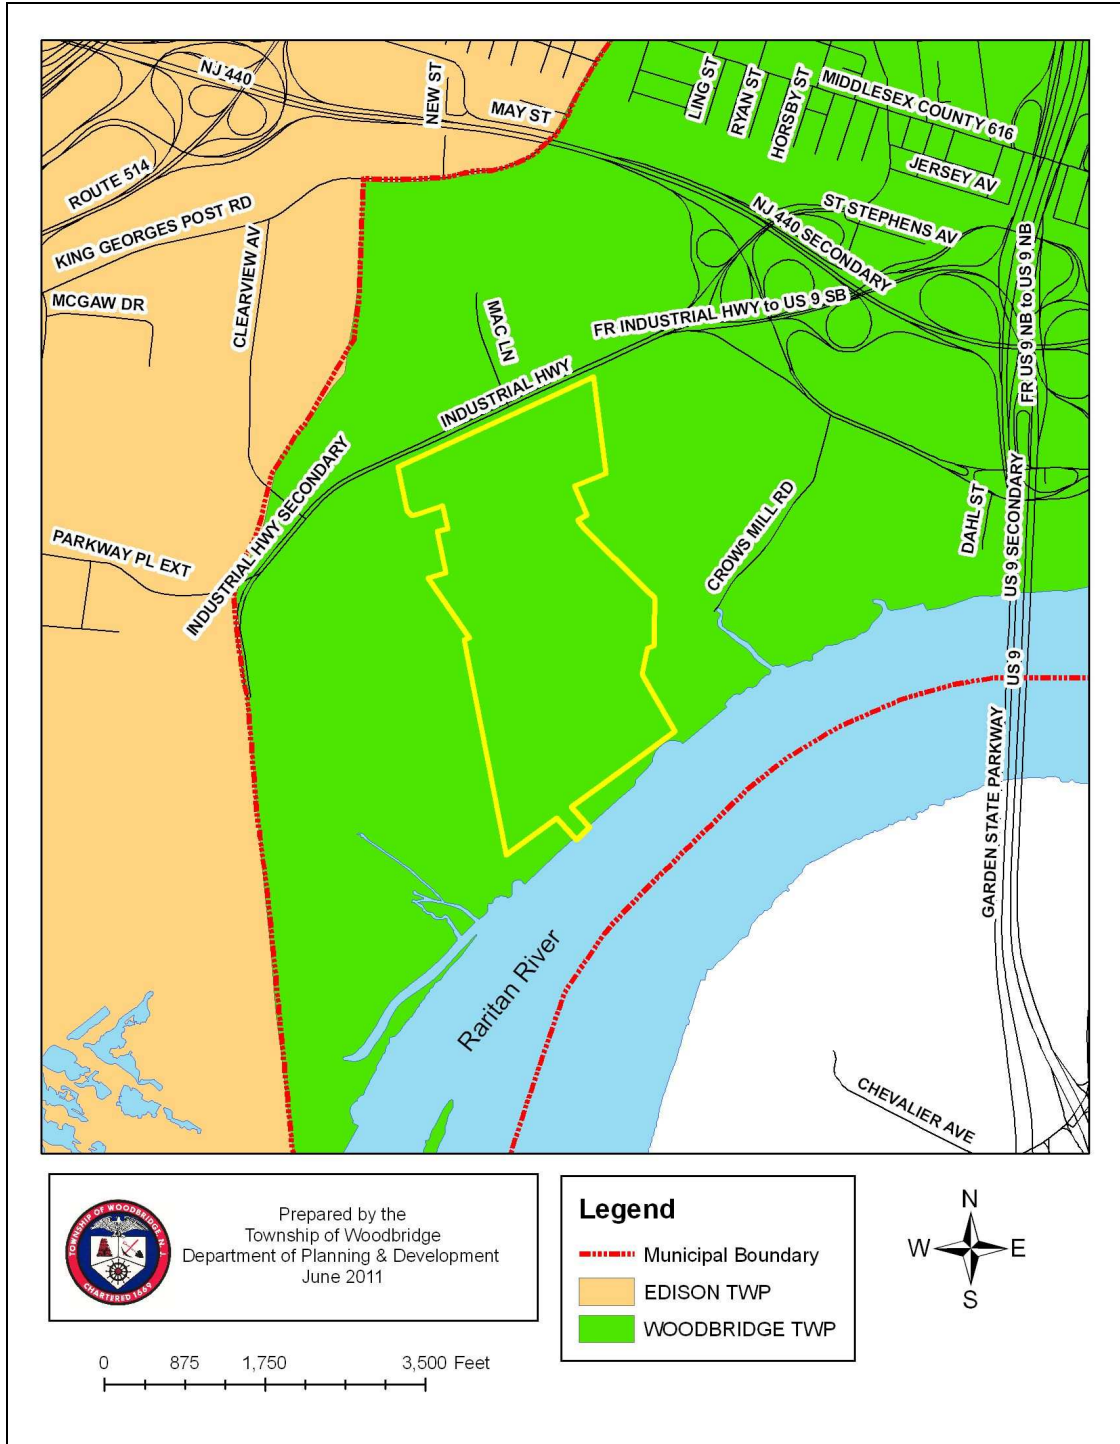 NJ 440
NEW ST
MAY ST
LING ST
RYAN ST
HORSBY ST
MIDDLESEX COUNTY 616
JERSEY AV
ROUTE 514
KING GEORGES POST RD
CLEARVIEW AV
MCGAW DR
NJ 440 SECONDARY
ST STEPHENS AV
FR US 9 NB to US 9 NB
MAC LN
FR INDUSTRIAL HWY to US 9 SB
INDUSTRIAL HWY
INDUSTRIAL HWY SECONDARY
PARKWAY PL EXT
CROWS MILL RD
DAHL ST
US 9 SECONDARY
US 9
GARDEN STATE PARKWAY
Raritan River
CHEVALIER AVE
TOWNSHIP OF WOODBRIDGE, N. J.
CHARTERED 1669
Prepared by the
Township of Woodbridge
Department of Planning & Development
June 2011
Legend
Municipal Boundary
EDISON TWP
WOODBRIDGE TWP
N
W E
S
0 875 1,750 3,500 Feet